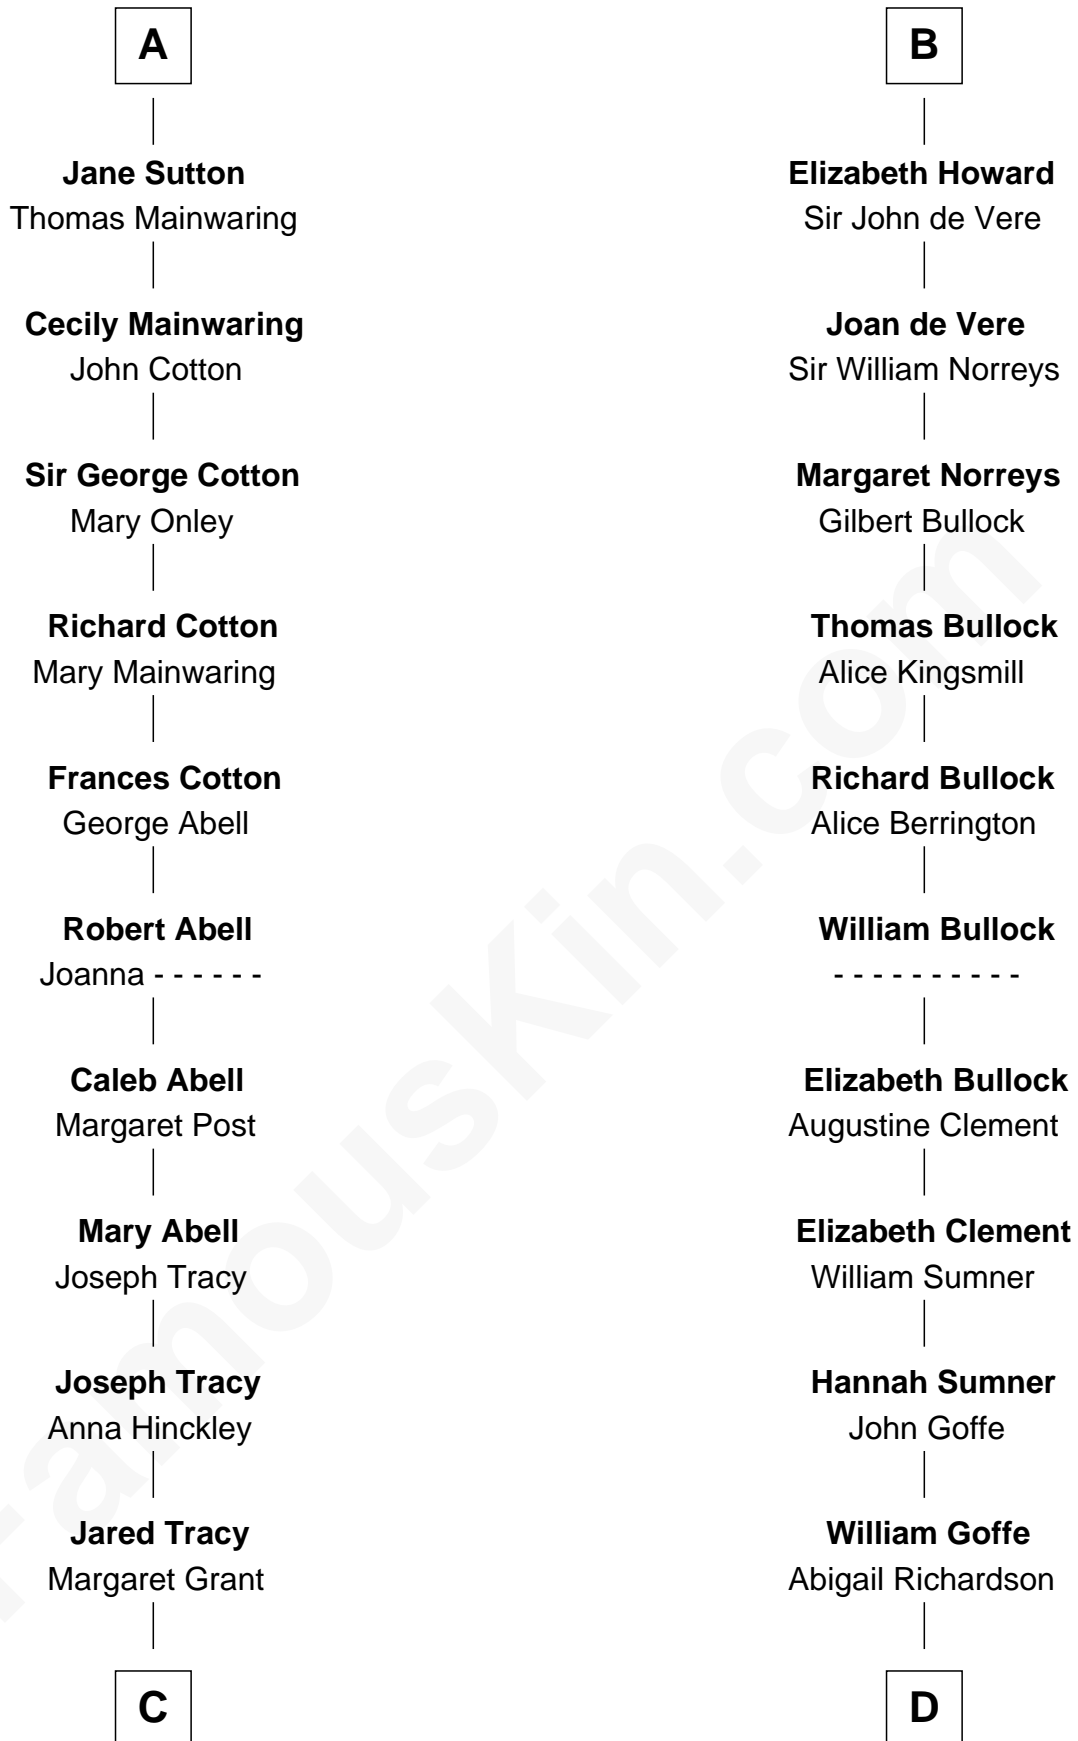 A
Jane Sutton
Thomas Mainwaring
Cecily Mainwaring
John Cotton
Sir George Cotton
Mary Onley
Richard Cotton
Mary Mainwaring
Frances Cotton
George Abell
Robert Abell
Joanna - - - - - -
Caleb Abell
Margaret Post
Mary Abell
Joseph Tracy
Joseph Tracy
Anna Hinckley
Jared Tracy
Margaret Grant
C
B
Elizabeth Howard
Sir John de Vere
Joan de Vere
Sir William Norreys
Margaret Norreys
Gilbert Bullock
Thomas Bullock
Alice Kingsmill
Richard Bullock
Alice Berrington
William Bullock
- - - - - - - - - -
Elizabeth Bullock
Augustine Clement
Elizabeth Clement
William Sumner
Hannah Sumner
John Goffe
William Goffe
Abigail Richardson
D
FamousKin.com